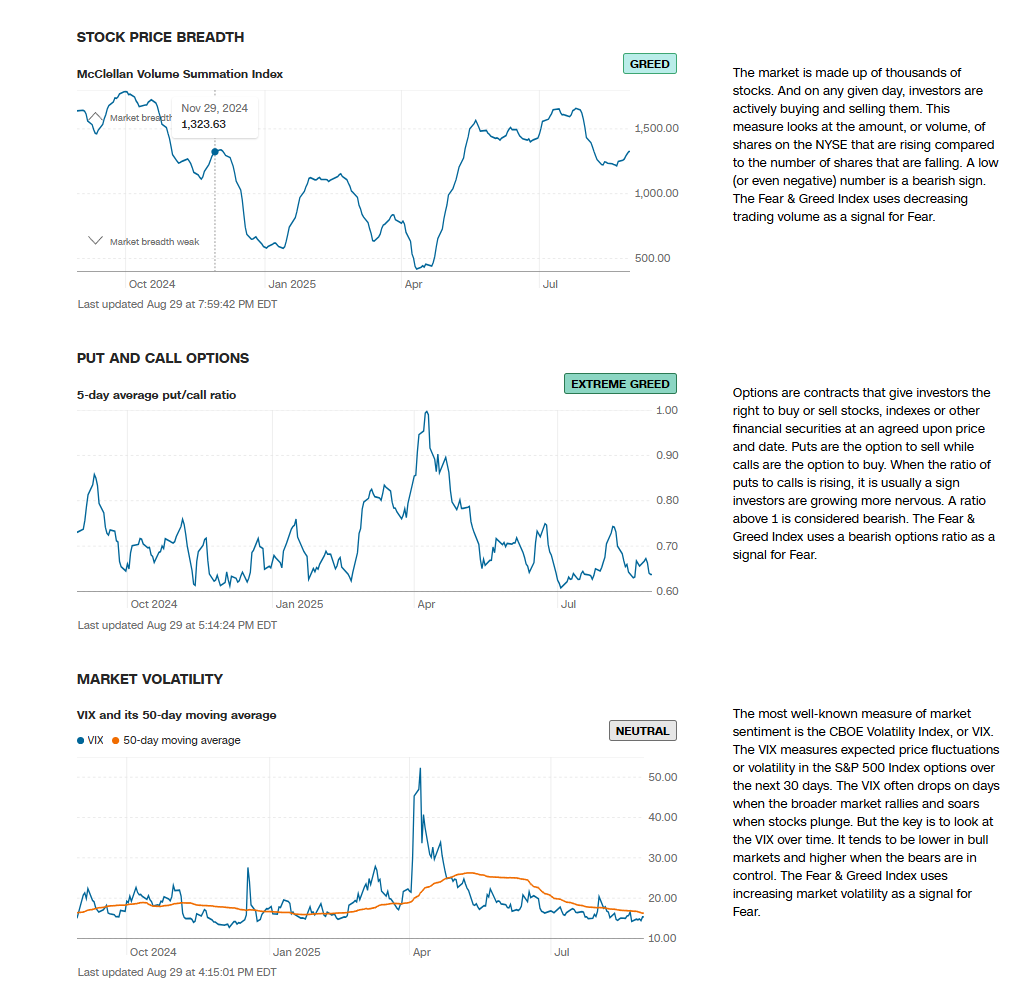 STOCK PRICE BREADTH
GREED
McClellan Volume Summation Index
Nov 29, 2024
1,323.63
Market breadth
1,500.00
1,000.00
Market breadth weak
500.00
Oct 2024
Jan 2025
Apr
Jul
Last updated Aug 29 at 7:59:42 PM EDT
The market is made up of thousands of
stocks. And on any given day, investors are
actively buying and selling them. This
measure looks at the amount, or volume, of
shares on the NYSE that are rising compared
to the number of shares that are falling. A low
(or even negative) number is a bearish sign.
The Fear & Greed Index uses decreasing
trading volume as a signal for Fear.
PUT AND CALL OPTIONS
EXTREME GREED
5-day average put/call ratio
1.00
0.90
0.80
0.70
0.60
Oct 2024
Jan 2025
Apr
Jul
Last updated Aug 29 at 5:14:24 PM EDT
Options are contracts that give investors the
right to buy or sell stocks, indexes or other
financial securities at an agreed upon price
and date. Puts are the option to sell while
calls are the option to buy. When the ratio of
puts to calls is rising, it is usually a sign
investors are growing more nervous. A ratio
above 1 is considered bearish. The Fear &
Greed Index uses a bearish options ratio as a
signal for Fear.
MARKET VOLATILITY
VIX and its 50-day moving average
NEUTRAL
VIX
50-day moving average
50.00
40.00
30.00
20.00
10.00
Oct 2024
Jan 2025
Apr
Jul
Last updated Aug 29 at 4:15:01 PM EDT
The most well-known measure of market
sentiment is the CBOE Volatility Index, or VIX.
The VIX measures expected price fluctuations
or volatility in the S&P 500 Index options over
the next 30 days. The VIX often drops on days
when the broader market rallies and soars
when stocks plunge. But the key is to look at
the VIX over time. It tends to be lower in bull
markets and higher when the bears are in
control. The Fear & Greed Index uses
increasing market volatility as a signal for
Fear.